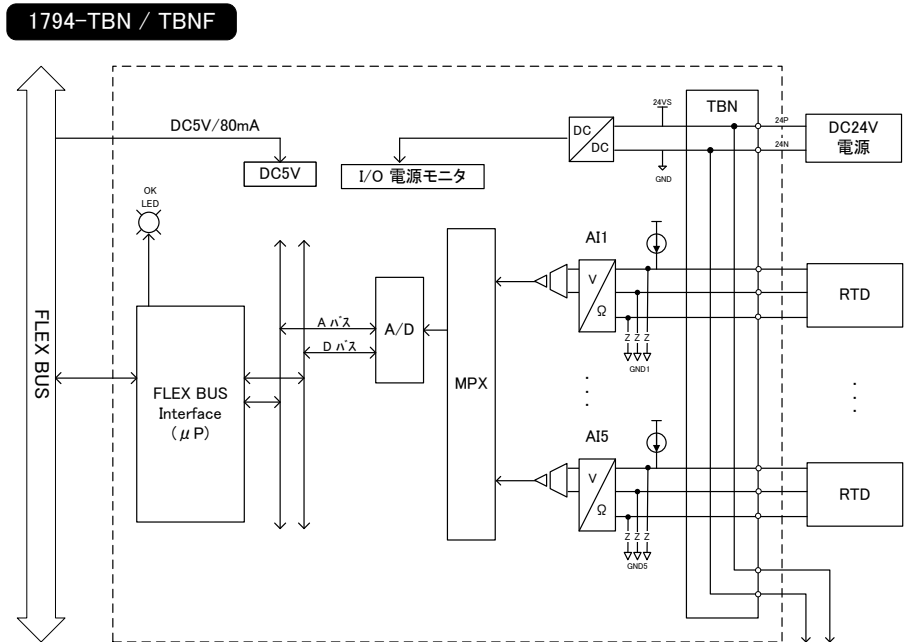 1794-TBN / TBNF
DC5V/80mA
DC5V
I/O 電源モニタ
DC
DC
24VS
GND
TBN
24P
24N
DC24V
電源
OK
LED
FLEX BUS
FLEX BUS
Interface
(μP)
A バス
D バス
A/D
MPX
AI1
V
Ω
Z Z Z
GND1
RTD
AI5
V
Ω
Z Z Z
GND5
RTD